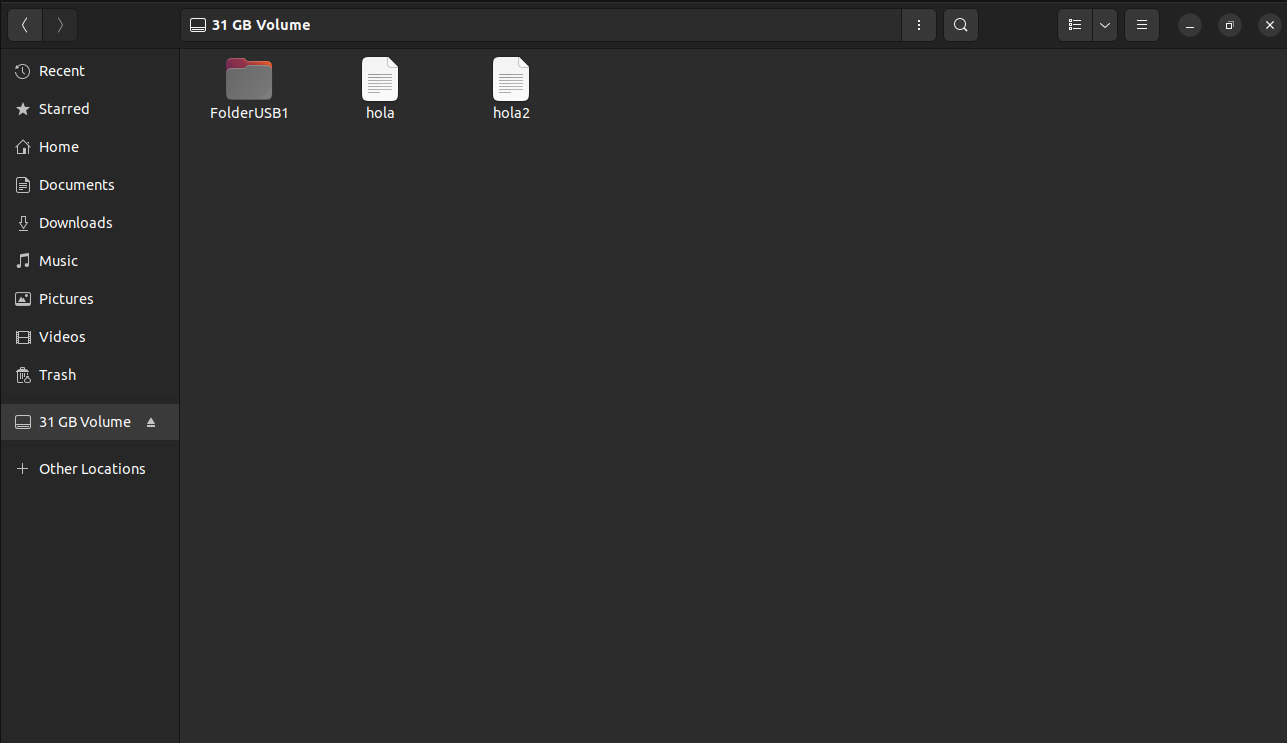 31 GB Volume
Recent
Starred
Home
Documents
Downloads
Music
Pictures
Videos
Trash
31 GB Volume
Other Locations
FolderUSB1
hola
hola2